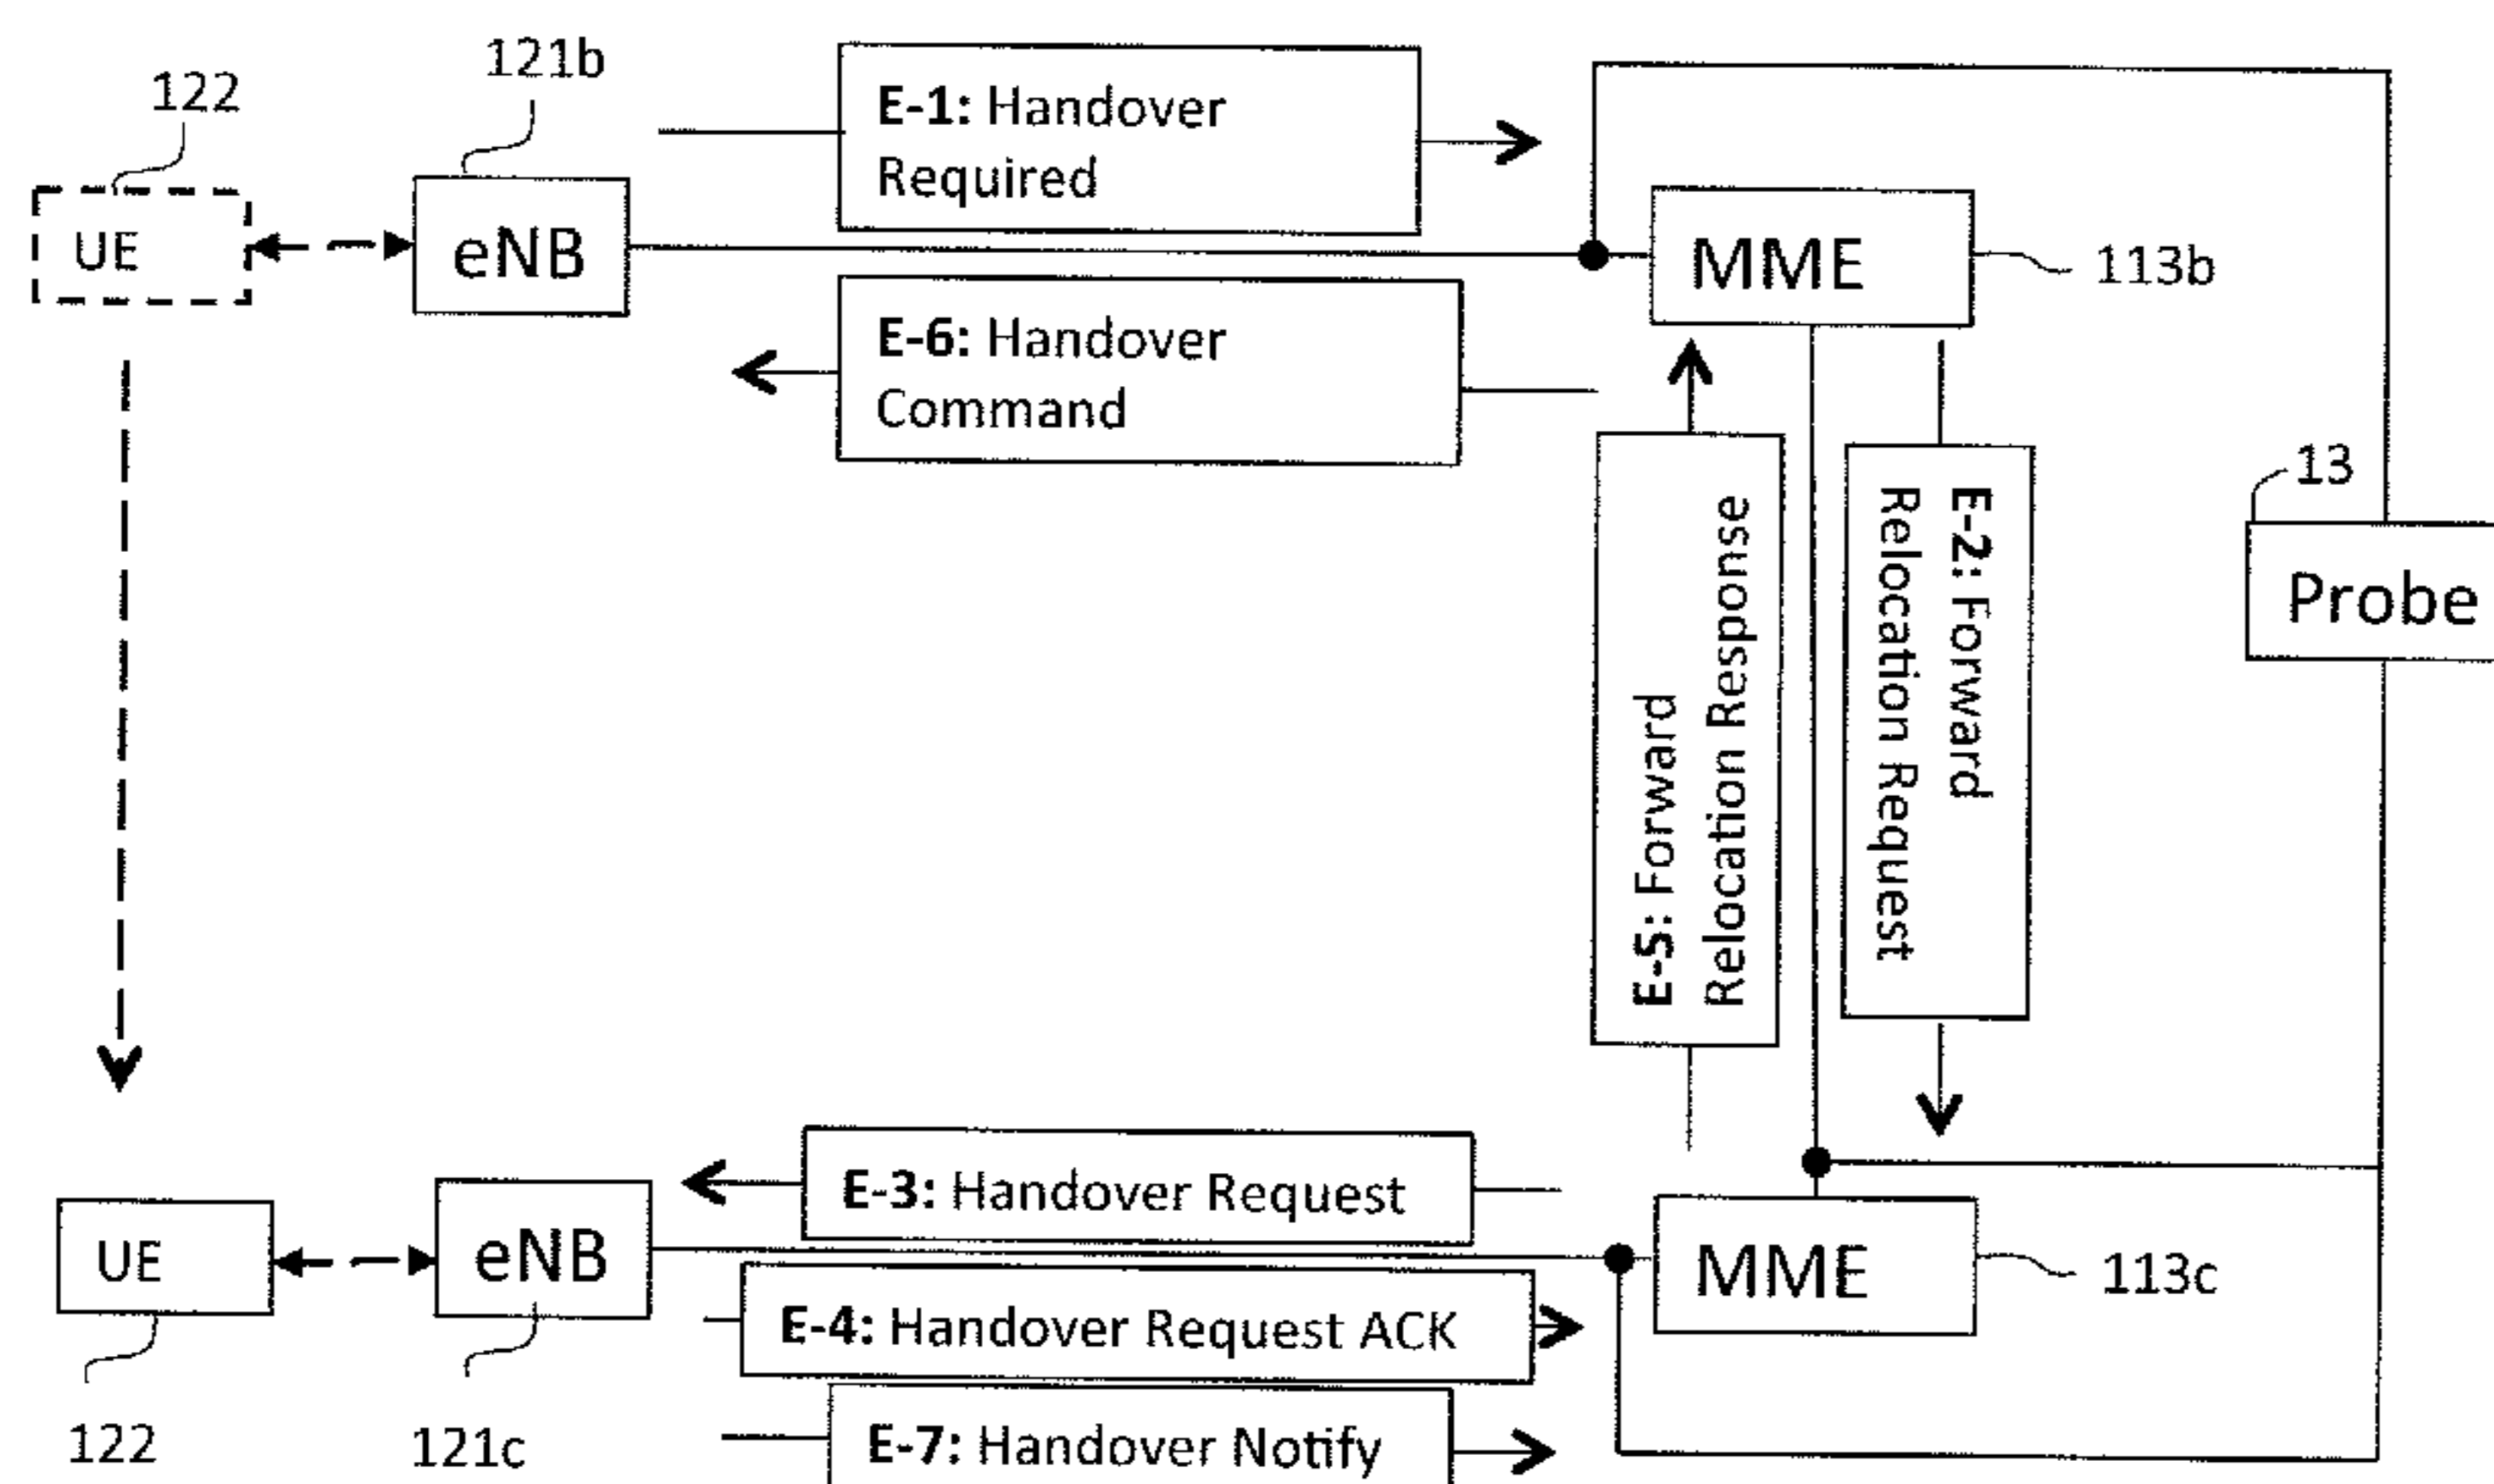 121b
122
E-1: Handover
Required
UE
eNB
MME
113b
E-6: Handover
Command
13
Probe
E-5: Forward
Relocation Response
E-2: Forward
Relocation Request
E-3: Handover Request
UE
eNB
MME
113c
E-4: Handover Request ACK
122
121c
E-7: Handover Notify